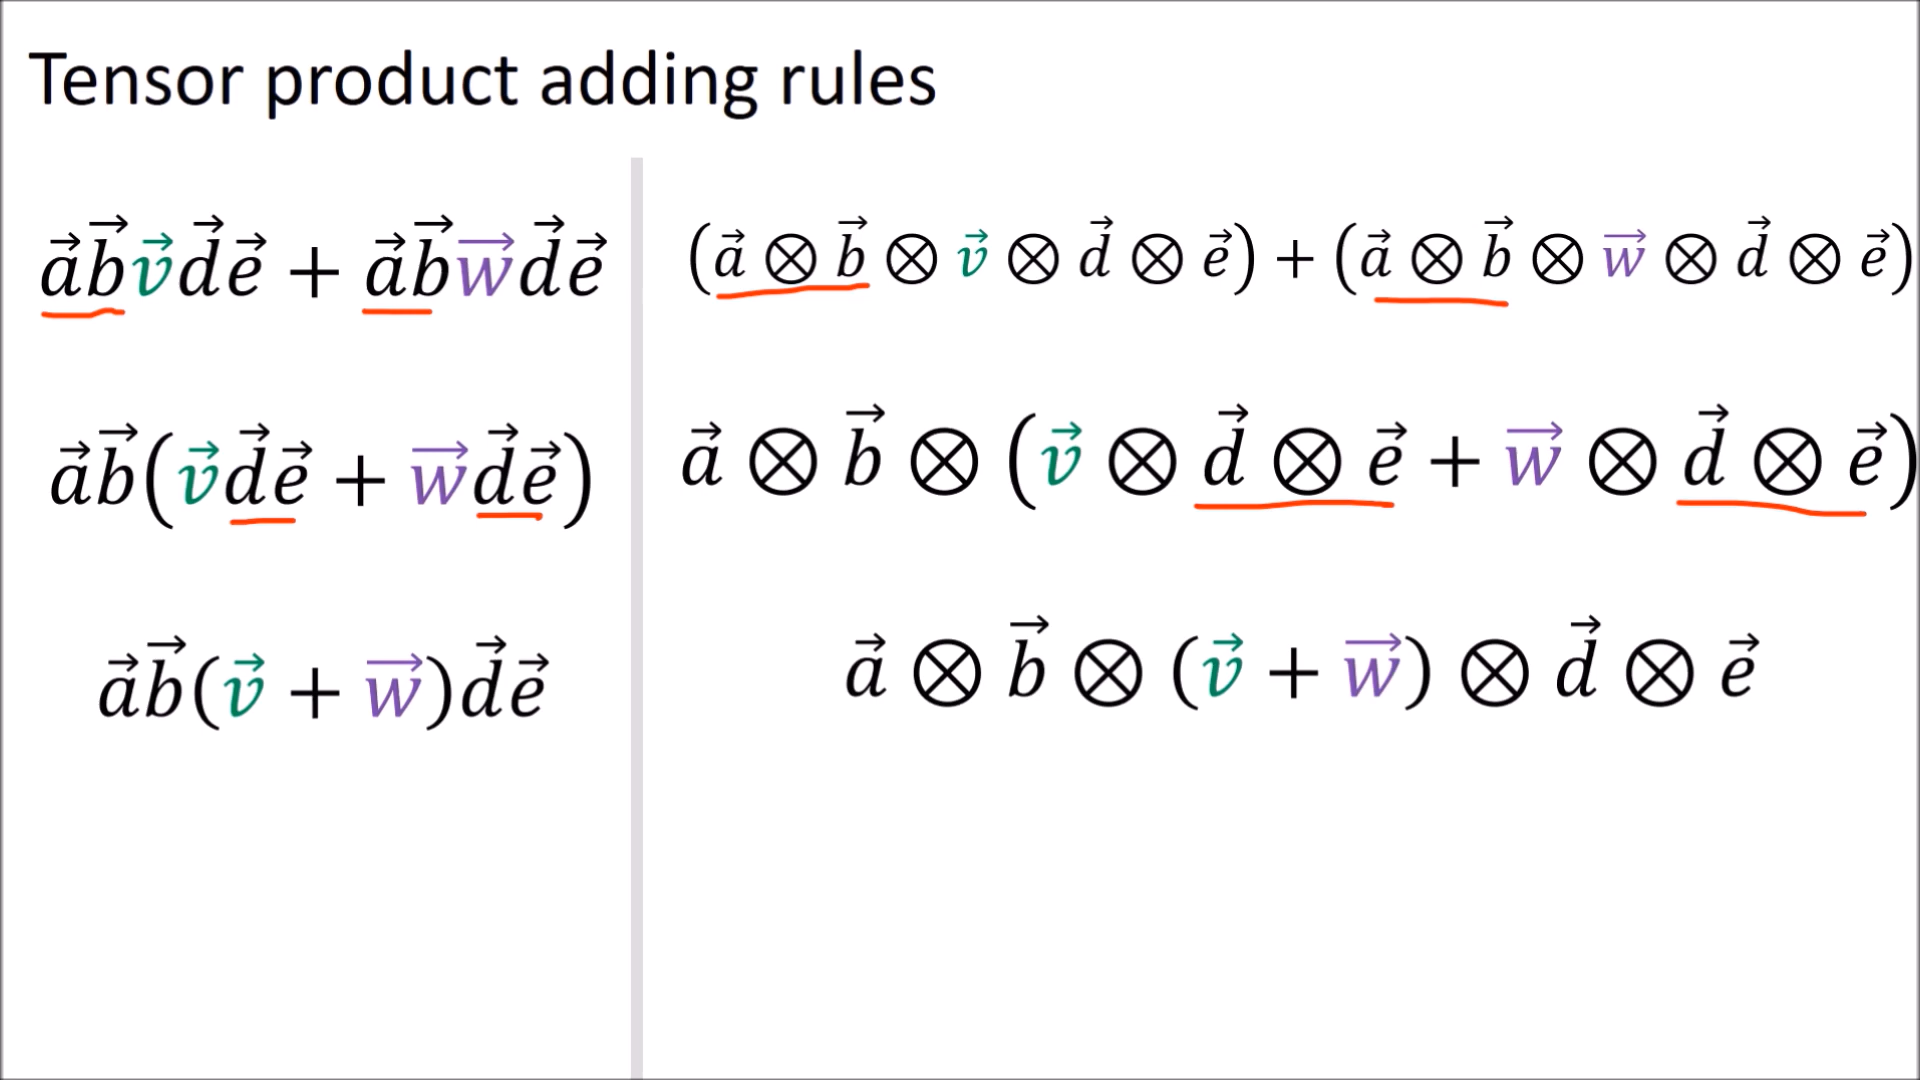 Tensor product adding rules
a⃗b⃗v⃗d⃗e⃗ + a⃗b⃗w⃗d⃗e⃗
a⃗b⃗(v⃗d⃗e⃗ + w⃗d⃗e⃗)
a⃗b⃗(v⃗ + w⃗)d⃗e⃗
(a⃗ ⊗ b⃗ ⊗ v⃗ ⊗ d⃗ ⊗ e⃗) + (a⃗ ⊗ b⃗ ⊗ w⃗ ⊗ d⃗ ⊗ e⃗)
a⃗ ⊗ b⃗ ⊗ (v⃗ ⊗ d⃗ ⊗ e⃗ + w⃗ ⊗ d⃗ ⊗ e⃗)
a⃗ ⊗ b⃗ ⊗ (v⃗ + w⃗) ⊗ d⃗ ⊗ e⃗